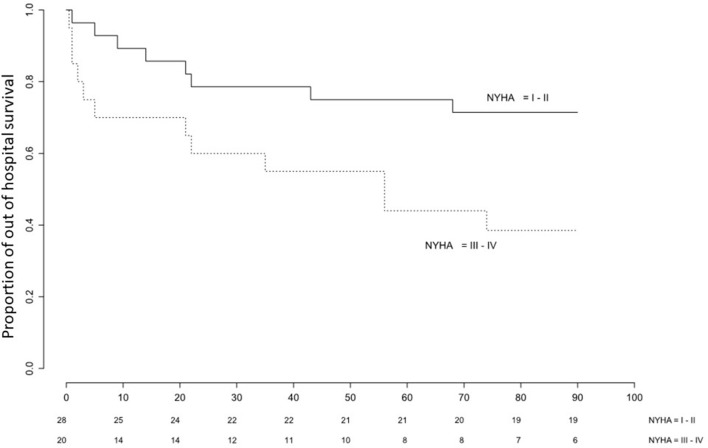 Proportion of out of hospital survival
1.0
0.8
0.6
0.4
0.2
0.0
NYHA = I - II
NYHA = III - IV
0 10 20 30 40 50 60 70 80 90 100
28 25 24 22 22 21 21 20 19 19 NYHA = I - II
20 14 14 12 11 10 8 8 7 6 NYHA = III - IV